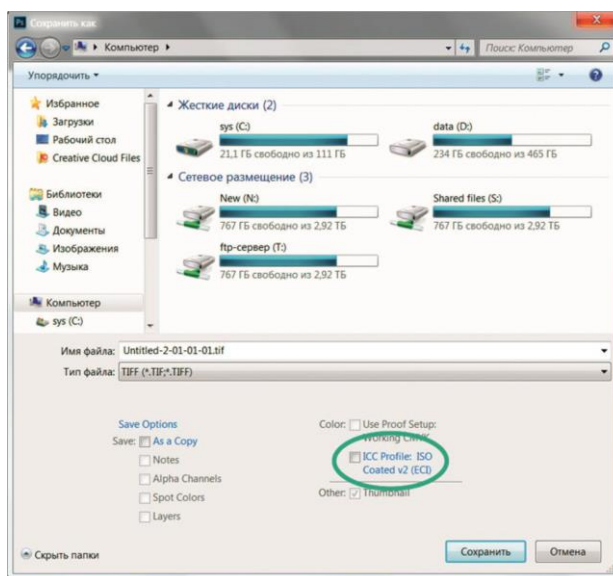 Сохранить как
Компьютер
Поиск: Компьютер
Упорядочить
Избранное
Загрузки
Рабочий стол
Creative Cloud Files
Библиотеки
Видео
Документы
Изображения
Музыка
Компьютер
sys (C:)
Жесткие диски (2)
sys (C:)
21,1 ГБ свободно из 111 ГБ
data (D:)
234 ГБ свободно из 465 ГБ
Сетевое размещение (3)
New (N:)
767 ГБ свободно из 2,92 ТБ
Shared files (S:)
767 ГБ свободно из 2,92 ТБ
ftp-сервер (T:)
767 ГБ свободно из 2,92 ТБ
Имя файла: Untitled-2-01-01-01.tif
Тип файла: TIFF (*.TIF;*.TIFF)
Save Options
Save: As a Copy
Notes
Alpha Channels
Spot Colors
Layers
Color: Use Proof Setup:
Working CMYK
ICC Profile: ISO
Coated v2 (ECI)
Other: Thumbnail
Скрыть папки
Сохранить
Отмена